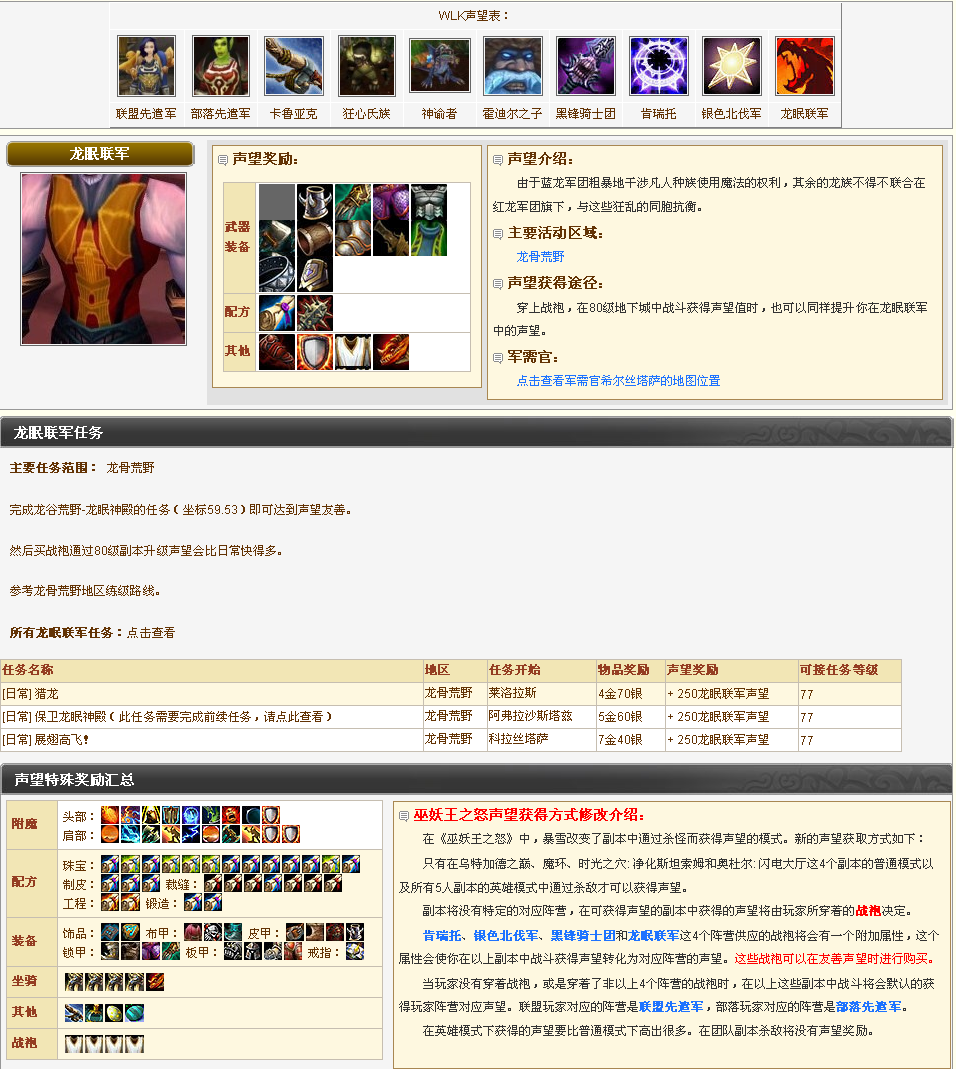 WLK声望表：
联盟先遣军 部落先遣军 卡鲁亚克 狂心氏族 神谕者 霍迪尔之子 黑锋骑士团 肯瑞托 银色北伐军 龙眠联军
龙眠联军
声望奖励:
武器
装备
配方
其他
声望介绍:
由于蓝龙军团粗暴地干涉凡人种族使用魔法的权利，其余的龙族不得不联合在
红龙军团旗下，与这些狂乱的同胞抗衡。
主要活动区域:
龙骨荒野
声望获得途径:
穿上战袍，在80级地下城中战斗获得声望值时，也可以同样提升你在龙眠联军
中的声望。
军需官:
点击查看军需官希尔丝塔萨的地图位置
龙眠联军任务
主要任务范围： 龙骨荒野
完成龙谷荒野-龙眠神殿的任务（坐标59.53）即可达到声望友善。
然后买战袍通过80级副本升级声望会比日常快得多。
参考龙骨荒野地区练级路线。
所有龙眠联军任务：点击查看
任务名称 地区 任务开始 物品奖励 声望奖励 可接任务等级
[日常] 猎龙 龙骨荒野 莱洛拉斯 4金70银 + 250龙眠联军声望 77
[日常] 保卫龙眠神殿（此任务需要完成前续任务，请点此查看） 龙骨荒野 阿弗拉沙斯塔兹 5金60银 + 250龙眠联军声望 77
[日常] 展翅高飞！ 龙骨荒野 科拉丝塔萨 7金40银 + 250龙眠联军声望 77
声望特殊奖励汇总
附魔
头部：
肩部：
配方
珠宝：
制皮： 裁缝：
工程： 锻造：
装备
饰品： 布甲： 皮甲：
锁甲： 板甲： 戒指：
坐骑
其他
战袍
巫妖王之怒声望获得方式修改介绍:
在《巫妖王之怒》中，暴雪改变了副本中通过杀怪而获得声望的模式。新的声望获取方式如下：
只有在乌特加德之巅、魔环、时光之穴: 净化斯坦索姆和奥杜尔: 闪电大厅这4个副本的普通模式以
及所有5人副本的英雄模式中通过杀敌才可以获得声望。
副本将没有特定的对应阵营，在可获得声望的副本中获得的声望将由玩家所穿着的战袍决定。
肯瑞托、银色北伐军、黑锋骑士团和龙眠联军这4个阵营供应的战袍将会有一个附加属性，这个
属性会使你在以上副本中战斗获得声望转化为对应阵营的声望。这些战袍可以在友善声望时进行购买。
当玩家没有穿着战袍，或是穿着了非以上4个阵营的战袍时，在以上这些副本中战斗将会默认的获
得玩家阵营对应声望。联盟玩家对应的阵营是联盟先遣军，部落玩家对应的阵营是部落先遣军。
在英雄模式下获得的声望要比普通模式下高出很多。在团队副本杀敌将没有声望奖励。